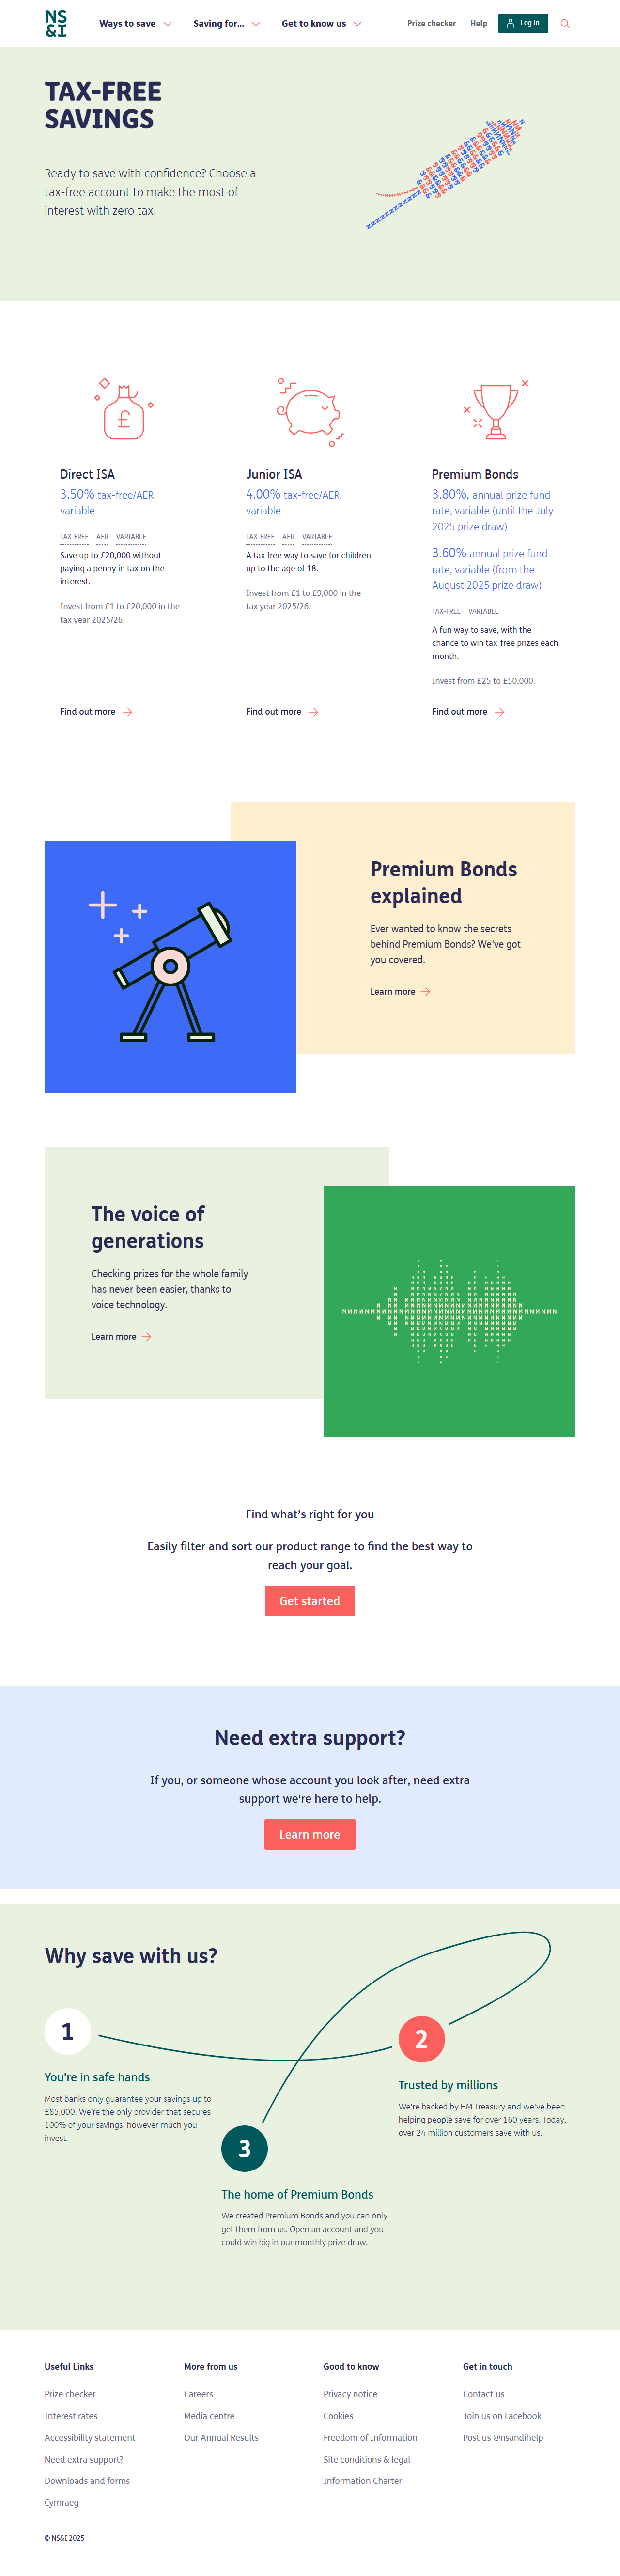 NS
&I
Ways to save
Saving for...
Get to know us
Prize checker
Help
Log in
TAX-FREE
SAVINGS
Ready to save with confidence? Choose a
tax-free account to make the most of
interest with zero tax.
Direct ISA
3.50% tax-free/AER,
variable
TAX-FREE AER VARIABLE
Save up to £20,000 without
paying a penny in tax on the
interest.
Invest from £1 to £20,000 in the
tax year 2025/26.
Find out more
Junior ISA
4.00% tax-free/AER,
variable
TAX-FREE AER VARIABLE
A tax free way to save for children
up to the age of 18.
Invest from £1 to £9,000 in the
tax year 2025/26.
Find out more
Premium Bonds
3.80%, annual prize fund
rate, variable (until the July
2025 prize draw)
3.60% annual prize fund
rate, variable (from the
August 2025 prize draw)
TAX-FREE VARIABLE
A fun way to save, with the
chance to win tax-free prizes each
month.
Invest from £25 to £50,000.
Find out more
Premium Bonds
explained
Ever wanted to know the secrets
behind Premium Bonds? We've got
you covered.
Learn more
The voice of
generations
Checking prizes for the whole family
has never been easier, thanks to
voice technology.
Learn more
Find what's right for you
Easily filter and sort our product range to find the best way to
reach your goal.
Get started
Need extra support?
If you, or someone whose account you look after, need extra
support we're here to help.
Learn more
Why save with us?
1
You're in safe hands
Most banks only guarantee your savings up to
£85,000. We're the only provider that secures
100% of your savings, however much you
invest.
2
Trusted by millions
We're backed by HM Treasury and we've been
helping people save for over 160 years. Today,
over 24 million customers save with us.
3
The home of Premium Bonds
We created Premium Bonds and you can only
get them from us. Open an account and you
could win big in our monthly prize draw.
Useful Links
Prize checker
Interest rates
Accessibility statement
Need extra support?
Downloads and forms
Cymraeg
More from us
Careers
Media centre
Our Annual Results
Good to know
Privacy notice
Cookies
Freedom of Information
Site conditions & legal
Information Charter
Get in touch
Contact us
Join us on Facebook
Post us @nsandihelp
© NS&I 2025